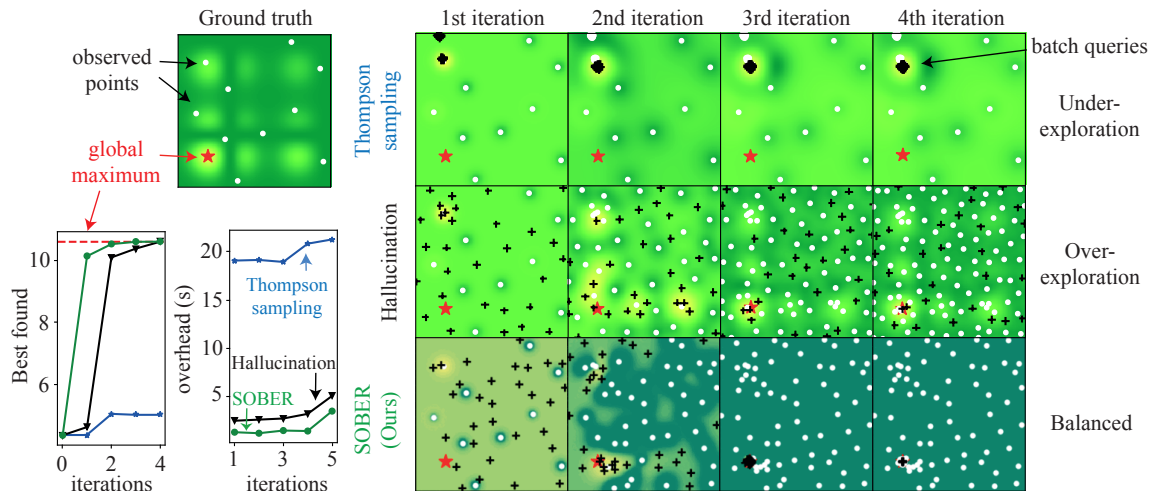 Ground truth
1st iteration
2nd iteration
3rd iteration
4th iteration
observed
points
global
maximum
Thompson
sampling
batch queries
Under-
exploration
Hallucination
Over-
exploration
SOBER
(Ours)
Balanced
Best found
10
8
6
0
2
4
iterations
overhead (s)
20
15
10
5
Thompson
sampling
Hallucination
SOBER
1
3
5
iterations